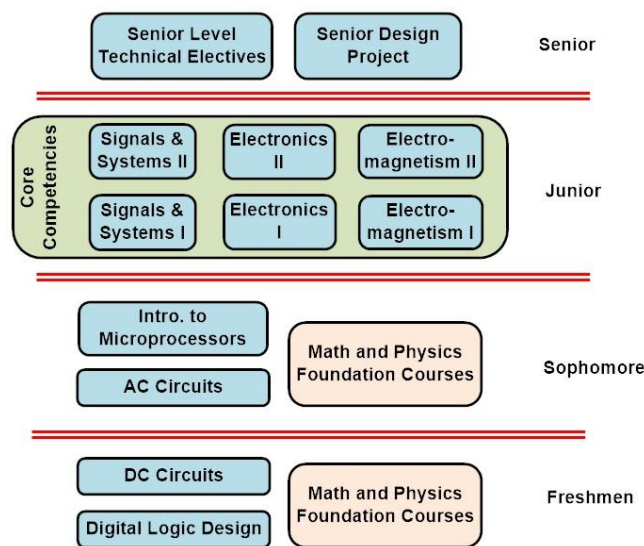 Senior Level
Technical Electives
Senior Design
Project
Senior
Core
Competencies
Signals &
Systems II
Electronics
II
Electro-
magnetism II
Signals &
Systems I
Electronics
I
Electro-
magnetism I
Junior
Intro. to
Microprocessors
AC Circuits
Math and Physics
Foundation Courses
Sophomore
DC Circuits
Digital Logic Design
Math and Physics
Foundation Courses
Freshmen